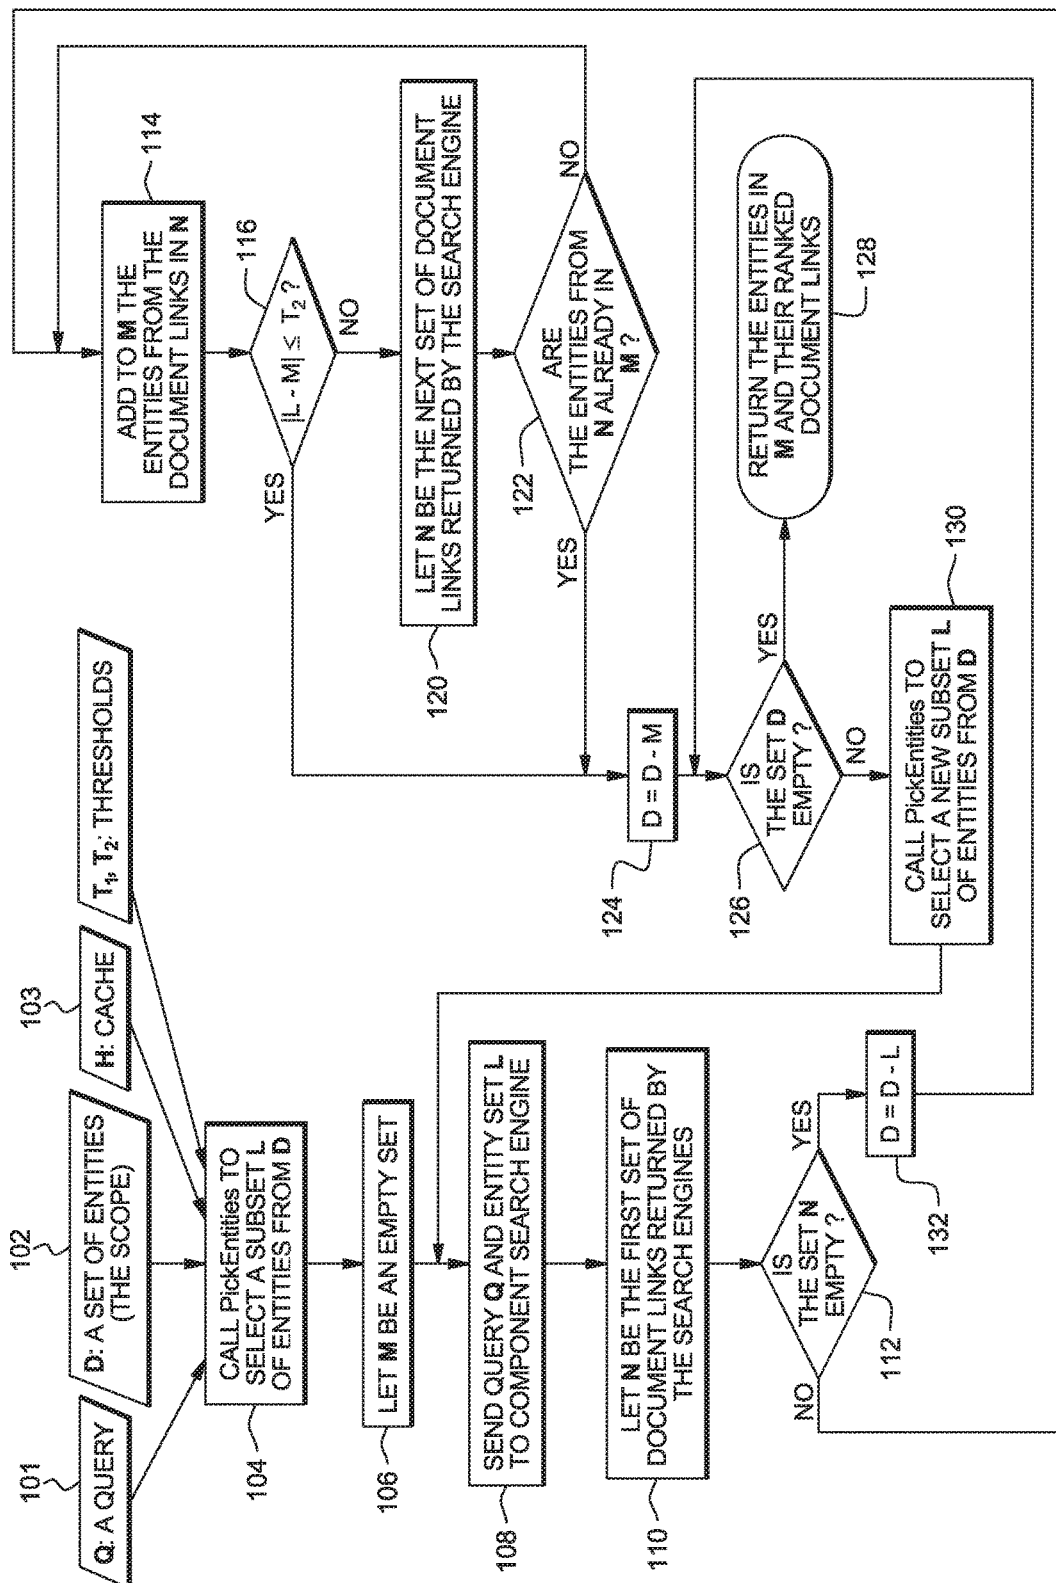 101
Q: A QUERY
102
D: A SET OF ENTITIES
(THE SCOPE)
103
H: CACHE
T1, T2: THRESHOLDS
CALL PickEntities TO
SELECT A SUBSET L
OF ENTITIES FROM D
104
LET M BE AN EMPTY SET
106
SEND QUERY Q AND ENTITY SET L
TO COMPONENT SEARCH ENGINE
108
LET N BE THE FIRST SET OF
DOCUMENT LINKS RETURNED BY
THE SEARCH ENGINES
110
IS
THE SET N
EMPTY ?
112
NO
YES
D = D - L
132
ADD TO M THE
ENTITIES FROM THE
DOCUMENT LINKS IN N
114
|L - M| ≤ T2 ?
116
YES
NO
LET N BE THE NEXT SET OF DOCUMENT
LINKS RETURNED BY THE SEARCH ENGINE
120
ARE
THE ENTITIES FROM
N ALREADY IN
M ?
122
YES
NO
D = D - M
124
IS
THE SET D
EMPTY ?
126
YES
NO
RETURN THE ENTITIES IN
M AND THEIR RANKED
DOCUMENT LINKS
128
CALL PickEntities TO
SELECT A NEW SUBSET L
OF ENTITIES FROM D
130